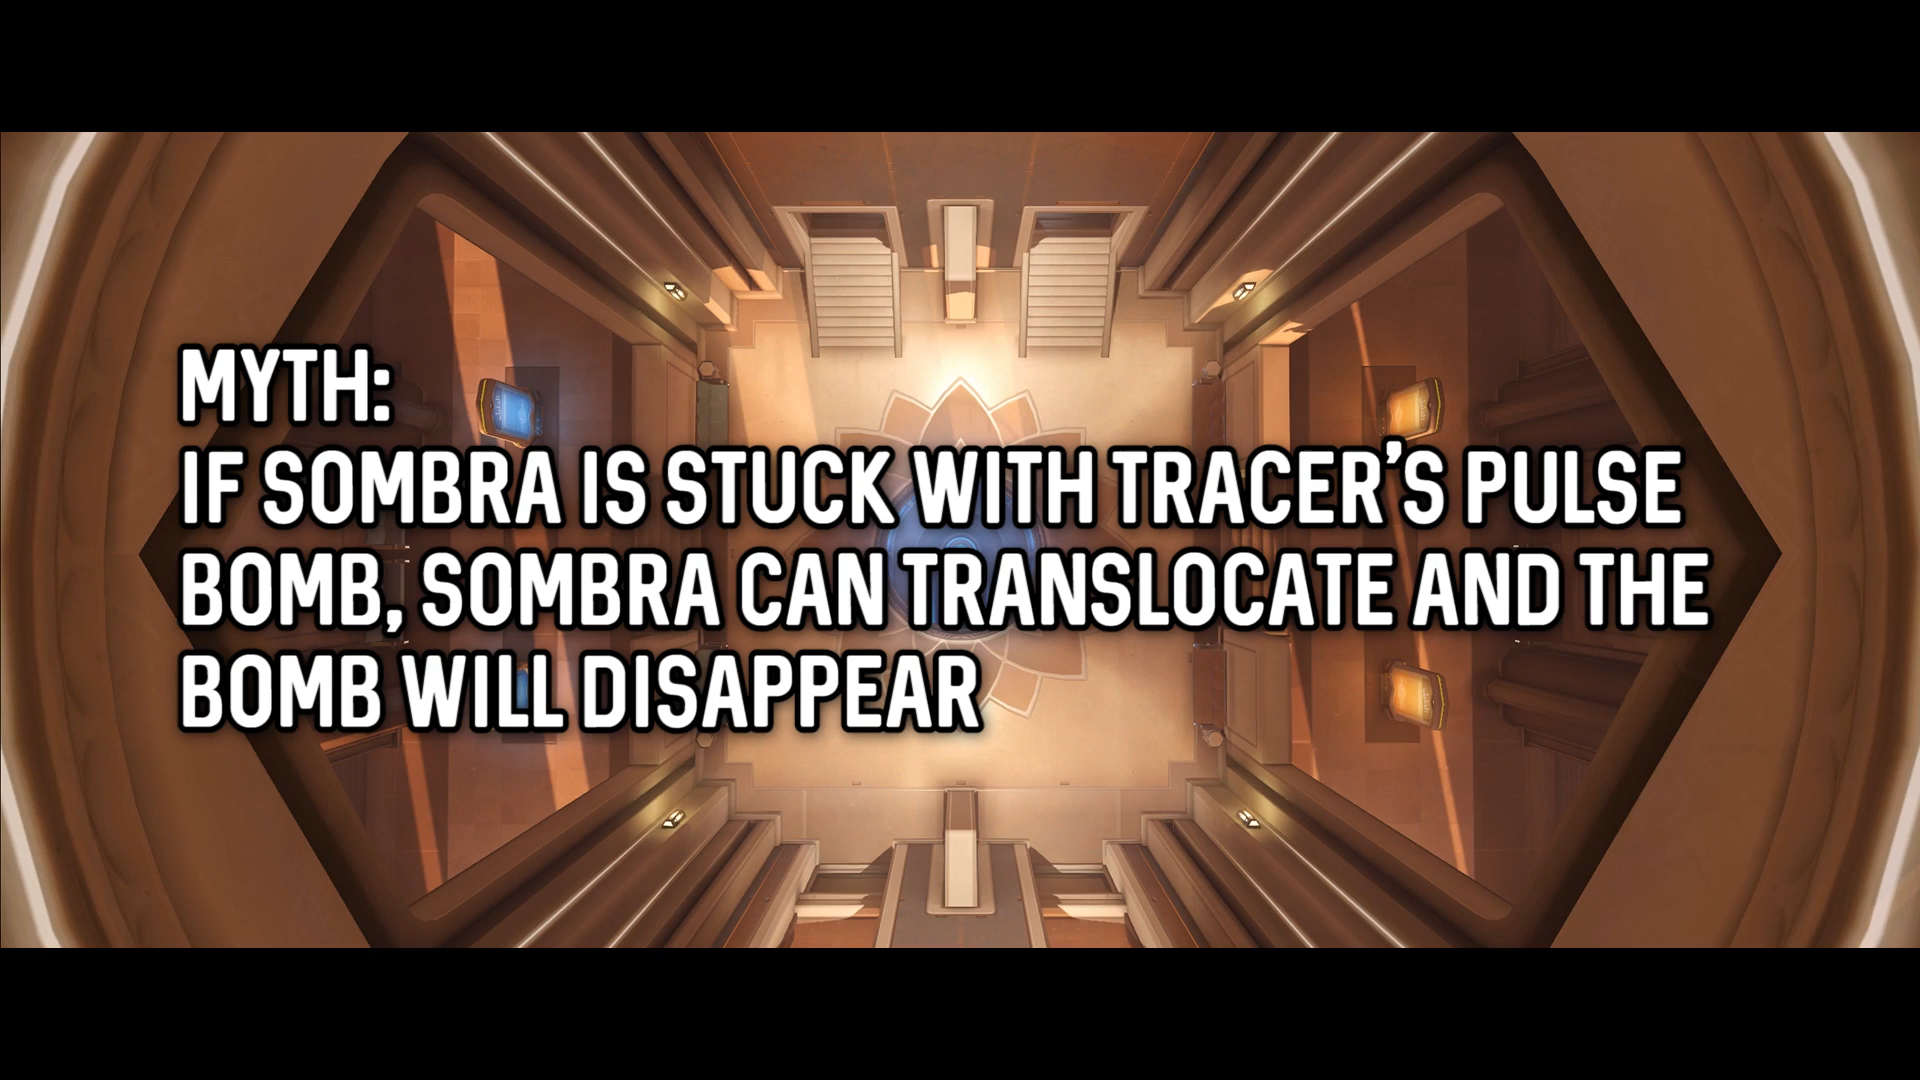 MYTH:
IF SOMBRA IS STUCK WITH TRACER'S PULSE
BOMB, SOMBRA CAN TRANSLOCATE AND THE
BOMB WILL DISAPPEAR